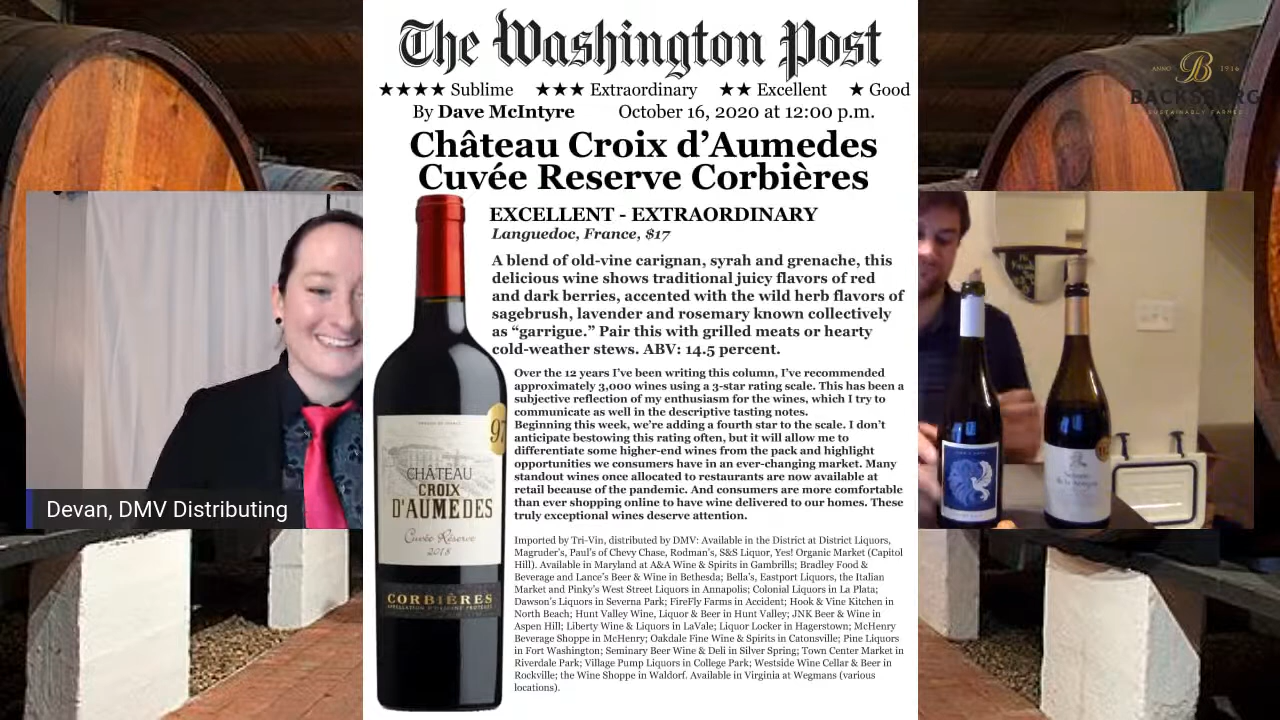 The Washington Post
★★★★ Sublime ★★★ Extraordinary ★★ Excellent ★ Good
By Dave McIntyre October 16, 2020 at 12:00 p.m.
Château Croix d'Aumedes
Cuvée Reserve Corbières
EXCELLENT - EXTRAORDINARY
Languedoc, France, $17
A blend of old-vine carignan, syrah and grenache, this
delicious wine shows traditional juicy flavors of red
and dark berries, accented with the wild herb flavors of
sagebrush, lavender and rosemary known collectively
as “garrigue.” Pair this with grilled meats or hearty
cold-weather stews. ABV: 14.5 percent.
Over the 12 years I’ve been writing this column, I’ve recommended
approximately 3,000 wines using a 3-star rating scale. This has been a
subjective reflection of my enthusiasm for the wines, which I try to
communicate as well in the descriptive tasting notes.
Beginning this week, we’re adding a fourth star to the scale. I don’t
anticipate bestowing this rating often, but it will allow me to
differentiate some higher-end wines from the pack and highlight
opportunities we consumers have in an ever-changing market. Many
standout wines once allocated to restaurants are now available at
retail because of the pandemic. And consumers are more comfortable
than ever shopping online to have wine delivered to our homes. These
truly exceptional wines deserve attention.
Imported by Tri-Vin, distributed by DMV: Available in the District at District Liquors,
Magruder’s, Paul’s of Chevy Chase, Rodman’s, S&S Liquor, Yes! Organic Market (Capitol
Hill). Available in Maryland at A&A Wine & Spirits in Gambrills; Bradley Food &
Beverage and Lance’s Beer & Wine in Bethesda; Bella’s, Eastport Liquors, the Italian
Market and Pinky’s West Street Liquors in Annapolis; Colonial Liquors in La Plata;
Dawson’s Liquors in Severna Park; FireFly Farms in Accident; Hook & Vine Kitchen in
North Beach; Hunt Valley Wine, Liquor & Beer in Hunt Valley; JNK Beer & Wine in
Aspen Hill; Liberty Wine & Liquors in LaVale; Liquor Locker in Hagerstown; McHenry
Beverage Shoppe in McHenry; Oakdale Fine Wine & Spirits in Catonsville; Pine Liquors
in Fort Washington; Seminary Beer Wine & Deli in Silver Spring; Town Center Market in
Riverdale Park; Village Pump Liquors in College Park; Westside Wine Cellar & Beer in
Rockville; the Wine Shoppe in Waldorf. Available in Virginia at Wegmans (various
locations).
97
CHÂTEAU
CROIX
D'AUMEDES
Cuvée Réserve
2018
CORBIÈRES
Devan, DMV Distributing
ANNO B 1916
BACKSBERG
SUSTAINABLY FARMED